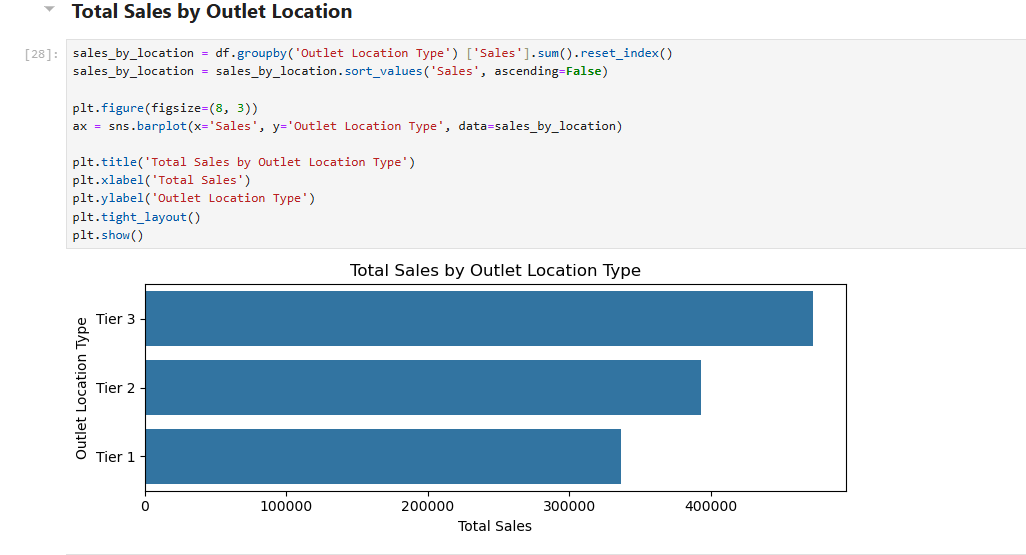 Total Sales by Outlet Location
[28]:
sales_by_location = df.groupby('Outlet Location Type') ['Sales'].sum().reset_index()
sales_by_location = sales_by_location.sort_values('Sales', ascending=False)
plt.figure(figsize=(8, 3))
ax = sns.barplot(x='Sales', y='Outlet Location Type', data=sales_by_location)
plt.title('Total Sales by Outlet Location Type')
plt.xlabel('Total Sales')
plt.ylabel('Outlet Location Type')
plt.tight_layout()
plt.show()
Total Sales by Outlet Location Type
Outlet Location Type
Tier 3
Tier 2
Tier 1
0 100000 200000 300000 400000
Total Sales